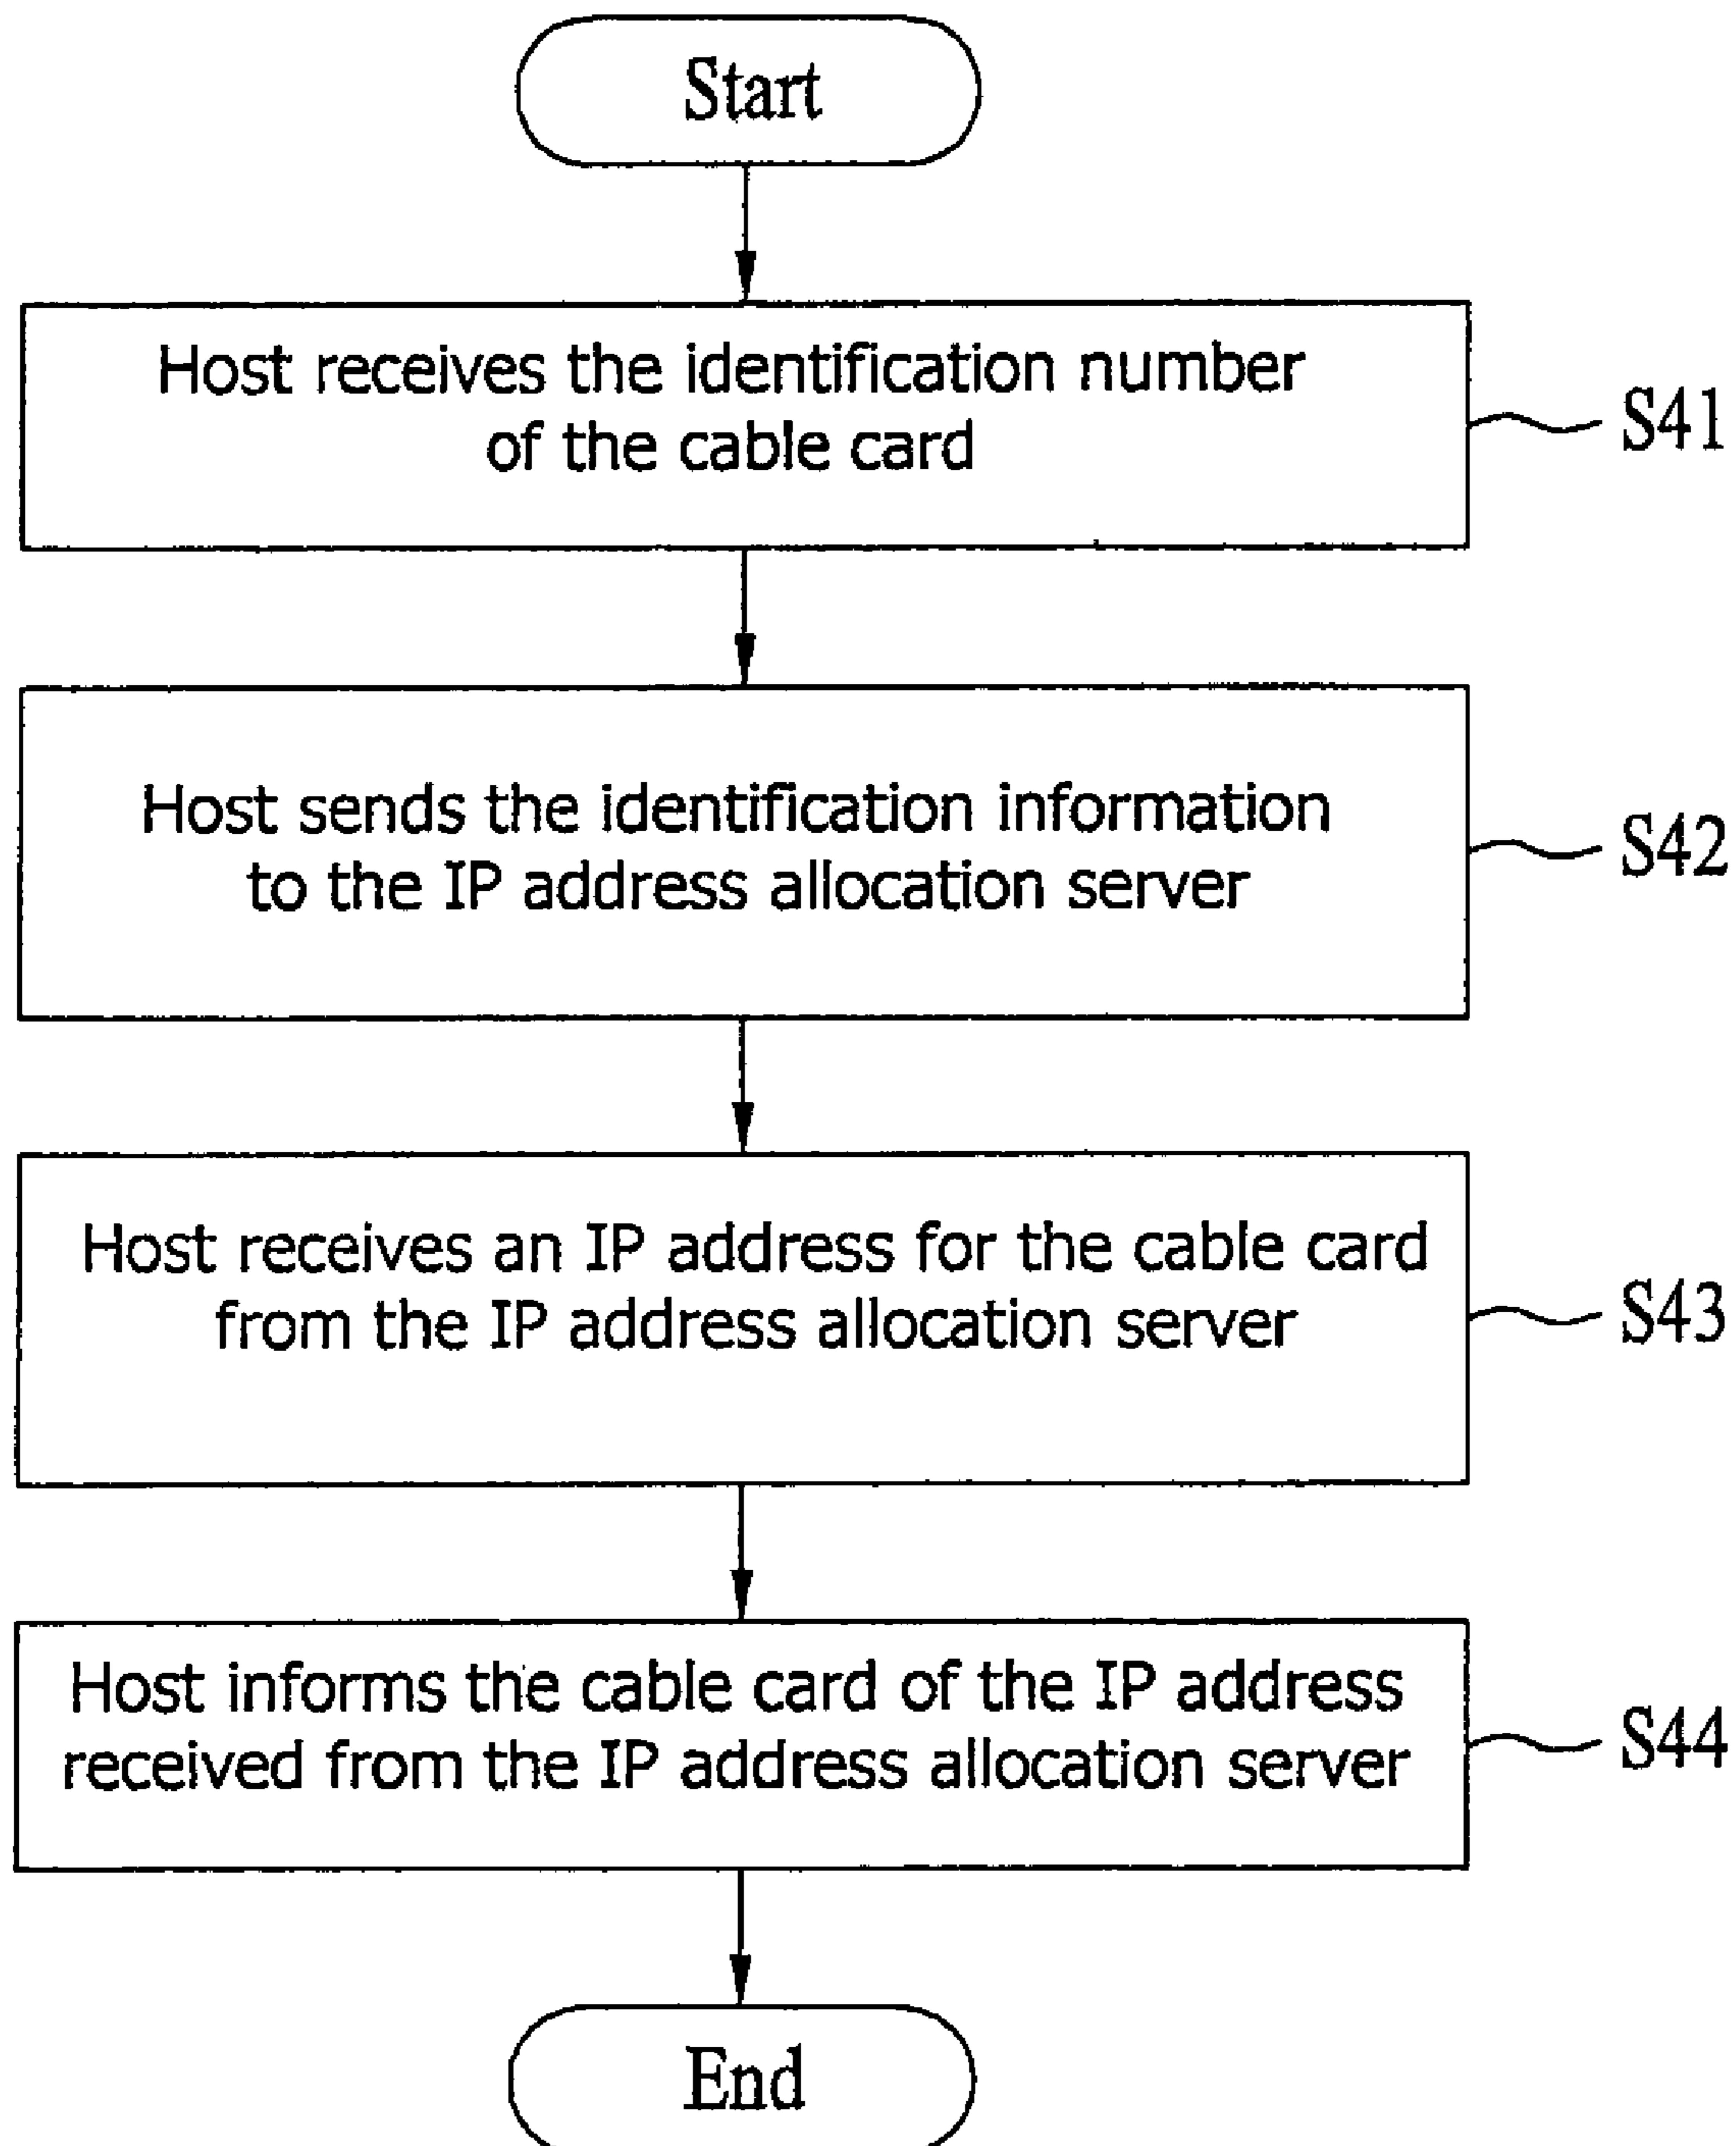 Start
Host receives the identification number
of the cable card
S41
Host sends the identification information
to the IP address allocation server
S42
Host receives an IP address for the cable card
from the IP address allocation server
S43
Host informs the cable card of the IP address
received from the IP address allocation server
S44
End